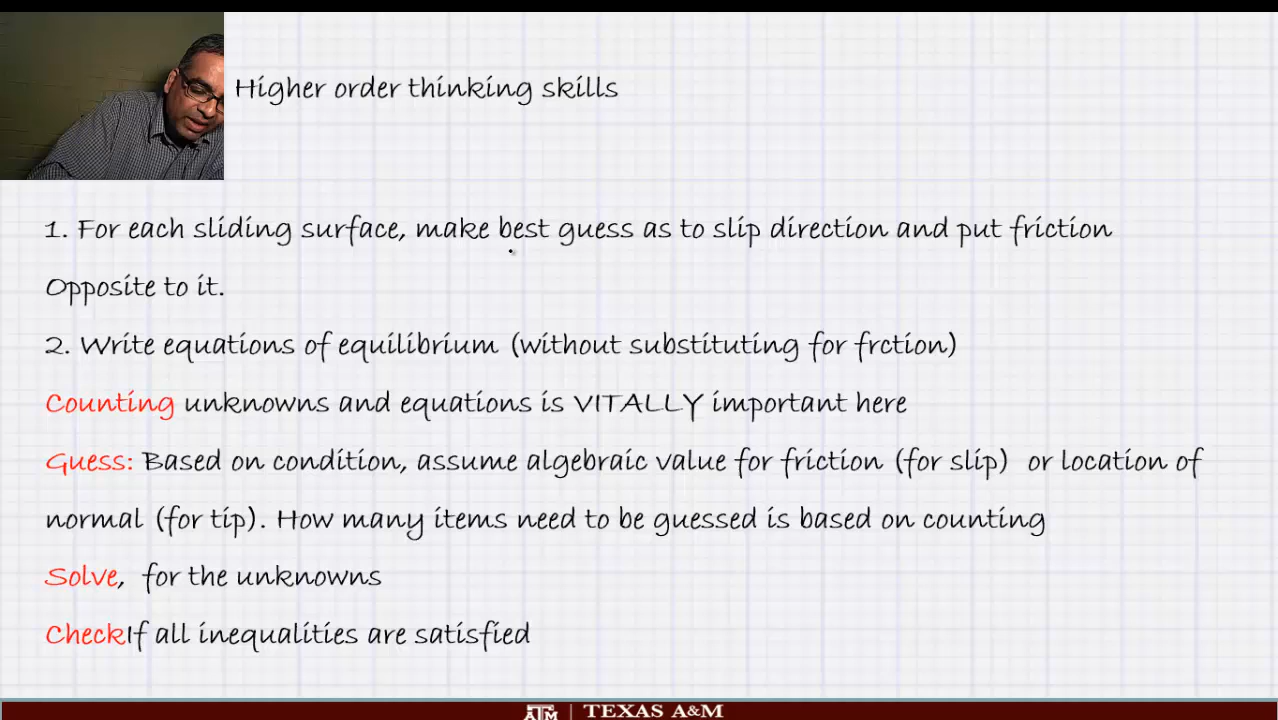 Higher order thinking skills
1. For each sliding surface, make best guess as to slip direction and put friction
Opposite to it.
2. Write equations of equilibrium (without substituting for frction)
Counting unknowns and equations is VITALLY important here
Guess: Based on condition, assume algebraic value for friction (for slip) or location of
normal (for tip). How many items need to be guessed is based on counting
Solve, for the unknowns
CheckIf all inequalities are satisfied
ATM | TEXAS A&M